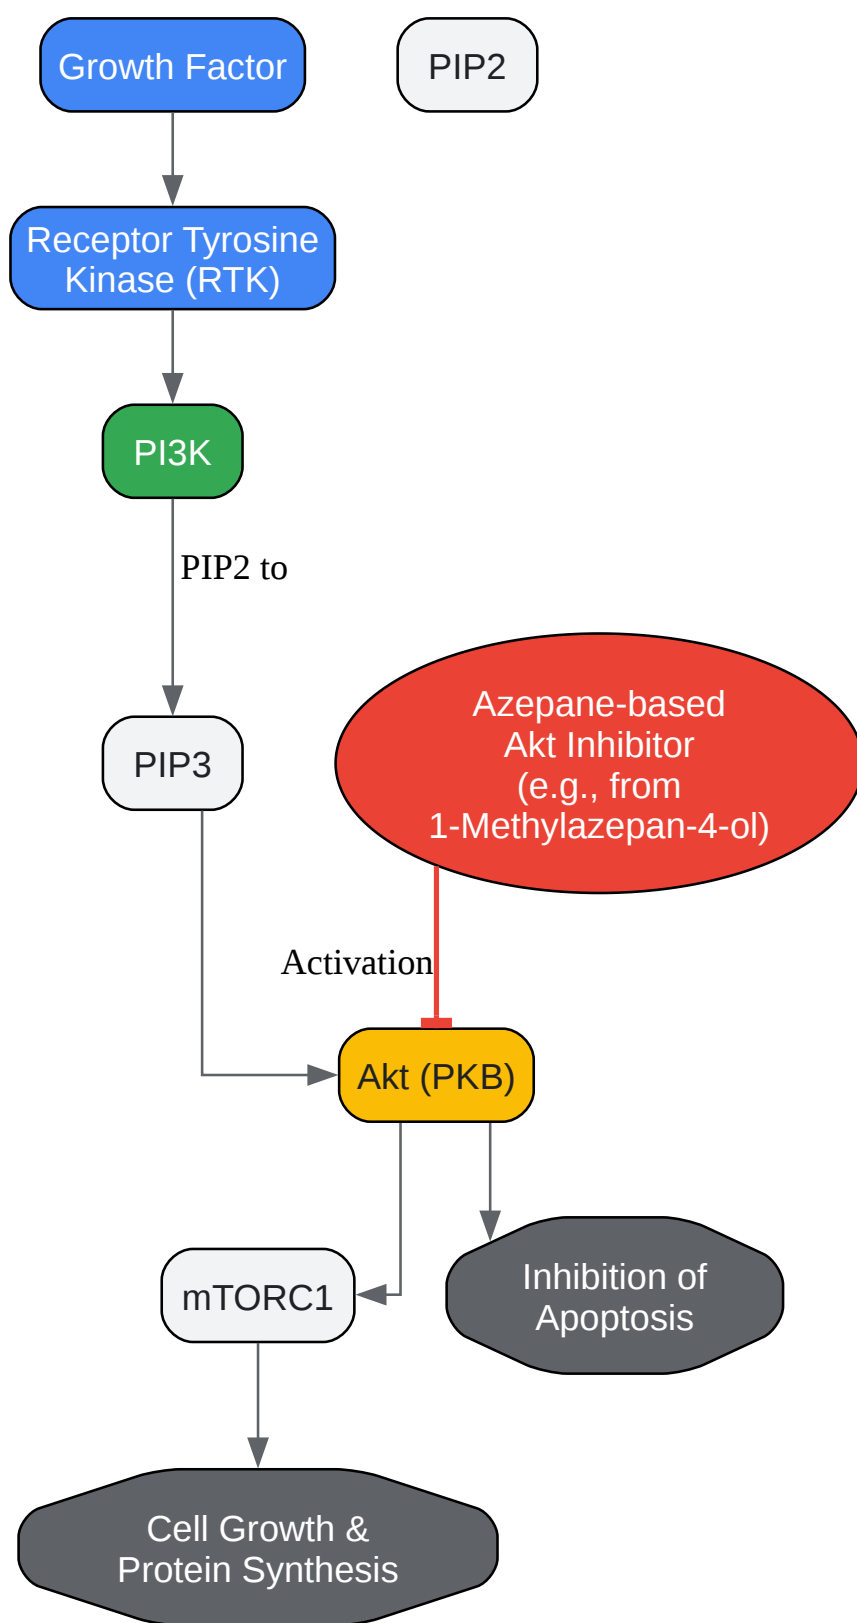 Growth Factor
PIP2
Receptor Tyrosine
Kinase (RTK)
PI3K
PIP2 to
PIP3
Azepane-based
Akt Inhibitor
(e.g., from
1-Methylazepan-4-ol)
Activation
Akt (PKB)
mTORC1
Inhibition of
Apoptosis
Cell Growth &
Protein Synthesis